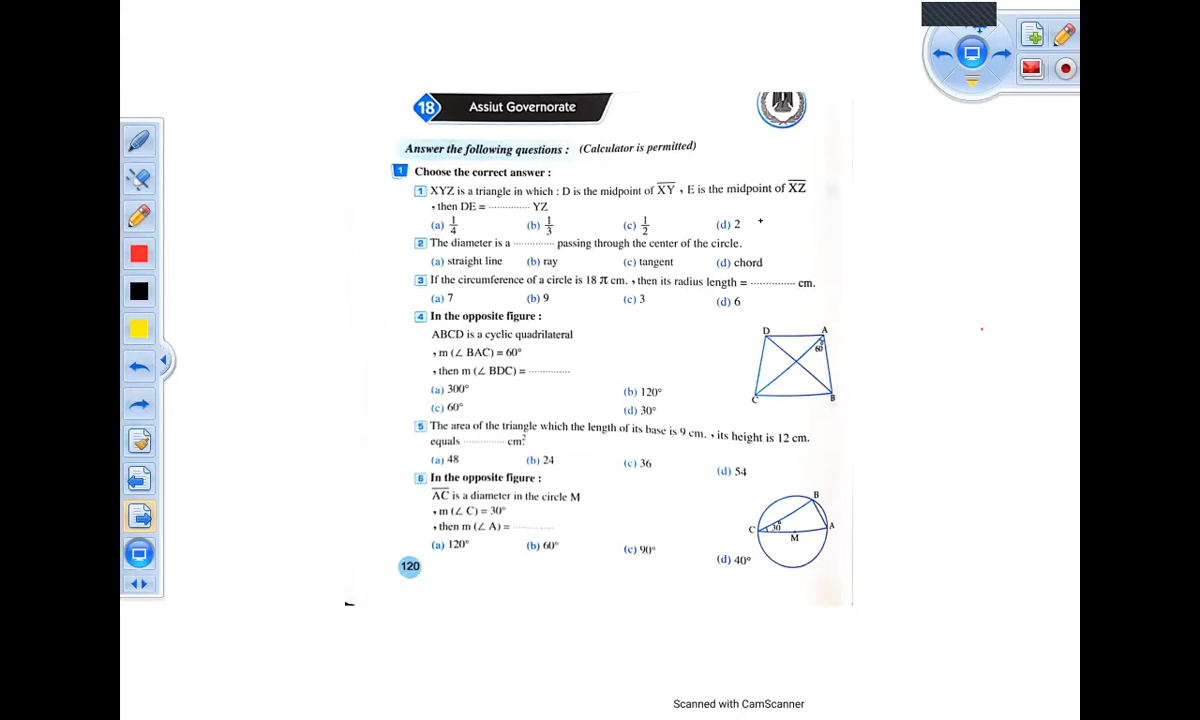 18 Assiut Governorate
Answer the following questions : (Calculator is permitted)
1 Choose the correct answer :
1 XYZ is a triangle in which : D is the midpoint of XY , E is the midpoint of XZ
, then DE = ............... YZ
(a) 1/4 (b) 1/3 (c) 1/2 (d) 2
2 The diameter is a .............. passing through the center of the circle.
(a) straight line (b) ray (c) tangent (d) chord
3 If the circumference of a circle is 18 π cm. , then its radius length = ............... cm.
(a) 7 (b) 9 (c) 3 (d) 6
4 In the opposite figure :
ABCD is a cyclic quadrilateral
, m (∠ BAC) = 60°
, then m (∠ BDC) = ..............
(a) 300° (b) 120°
(c) 60° (d) 30°
D A
60°
C B
5 The area of the triangle which the length of its base is 9 cm. , its height is 12 cm.
equals .............. cm²
(a) 48 (b) 24 (c) 36 (d) 54
6 In the opposite figure :
AC is a diameter in the circle M
, m (∠ C) = 30°
, then m (∠ A) = ..............
(a) 120° (b) 60° (c) 90° (d) 40°
B
C 30° A
M
120
Scanned with CamScanner